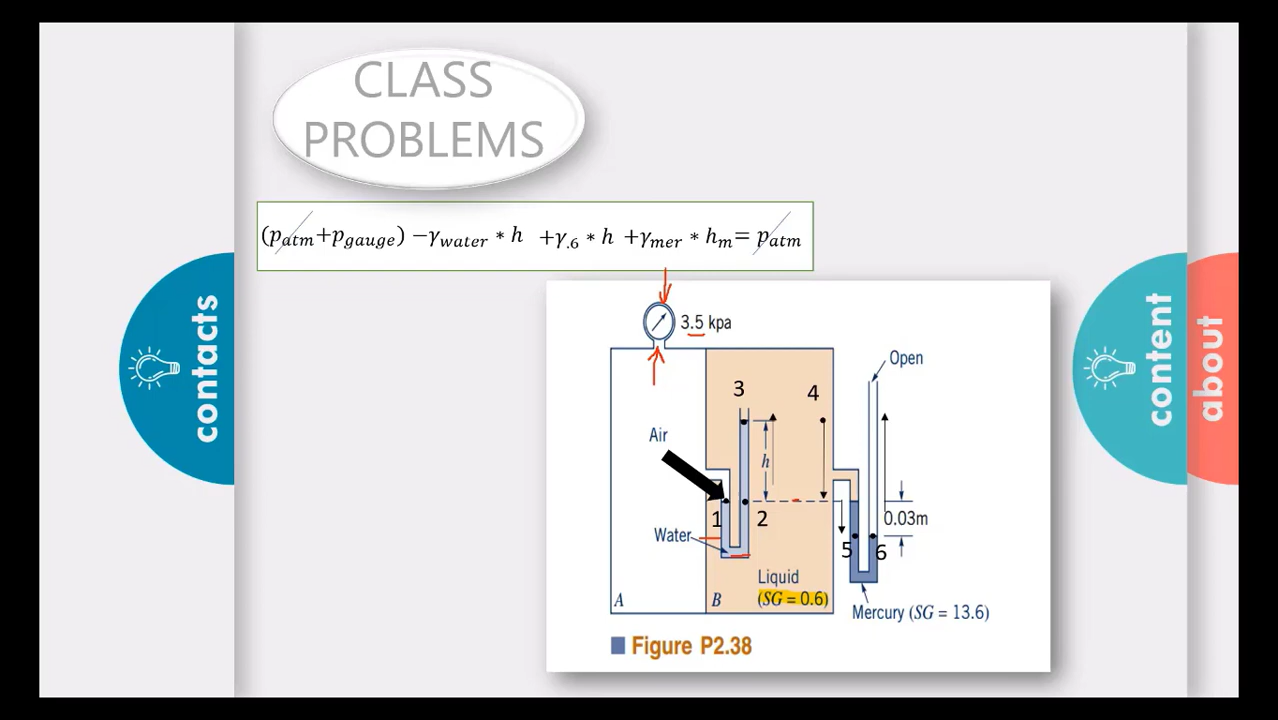 CLASS
PROBLEMS
(p_atm+p_gauge) −γ_water * h +γ_.6 * h +γ_mer * h_m= p_atm
contacts
content
about
3.5 kpa
Open
3
4
Air
h
1
2
0.03m
Water
5
6
Liquid
(SG = 0.6)
A
B
Mercury (SG = 13.6)
Figure P2.38